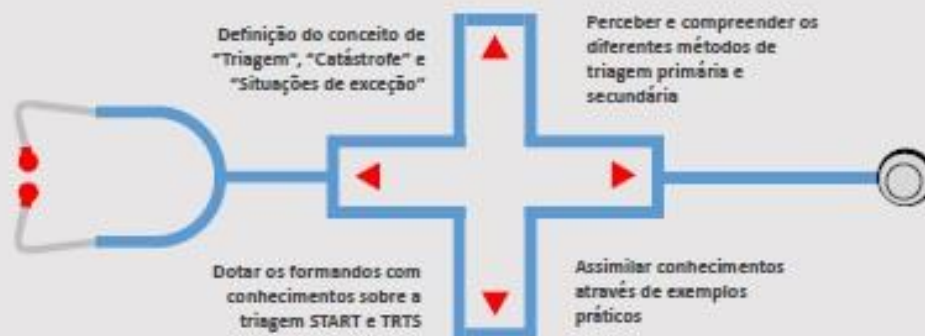 Definição do conceito de
"Triagem", "Catástrofe" e
"Situações de exceção"
Perceber e compreender os
diferentes métodos de
triagem primária e
secundária
Dotar os formandos com
conhecimentos sobre a
triagem START e TRTS
Assimilar conhecimentos
através de exemplos
práticos